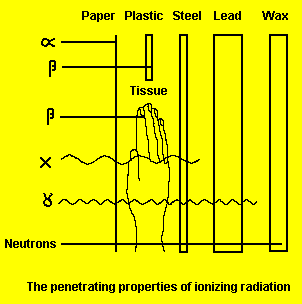 Paper Plastic Steel Lead Wax
α
β
Tissue
β
X
γ
Neutrons
The penetrating properties of ionizing radiation